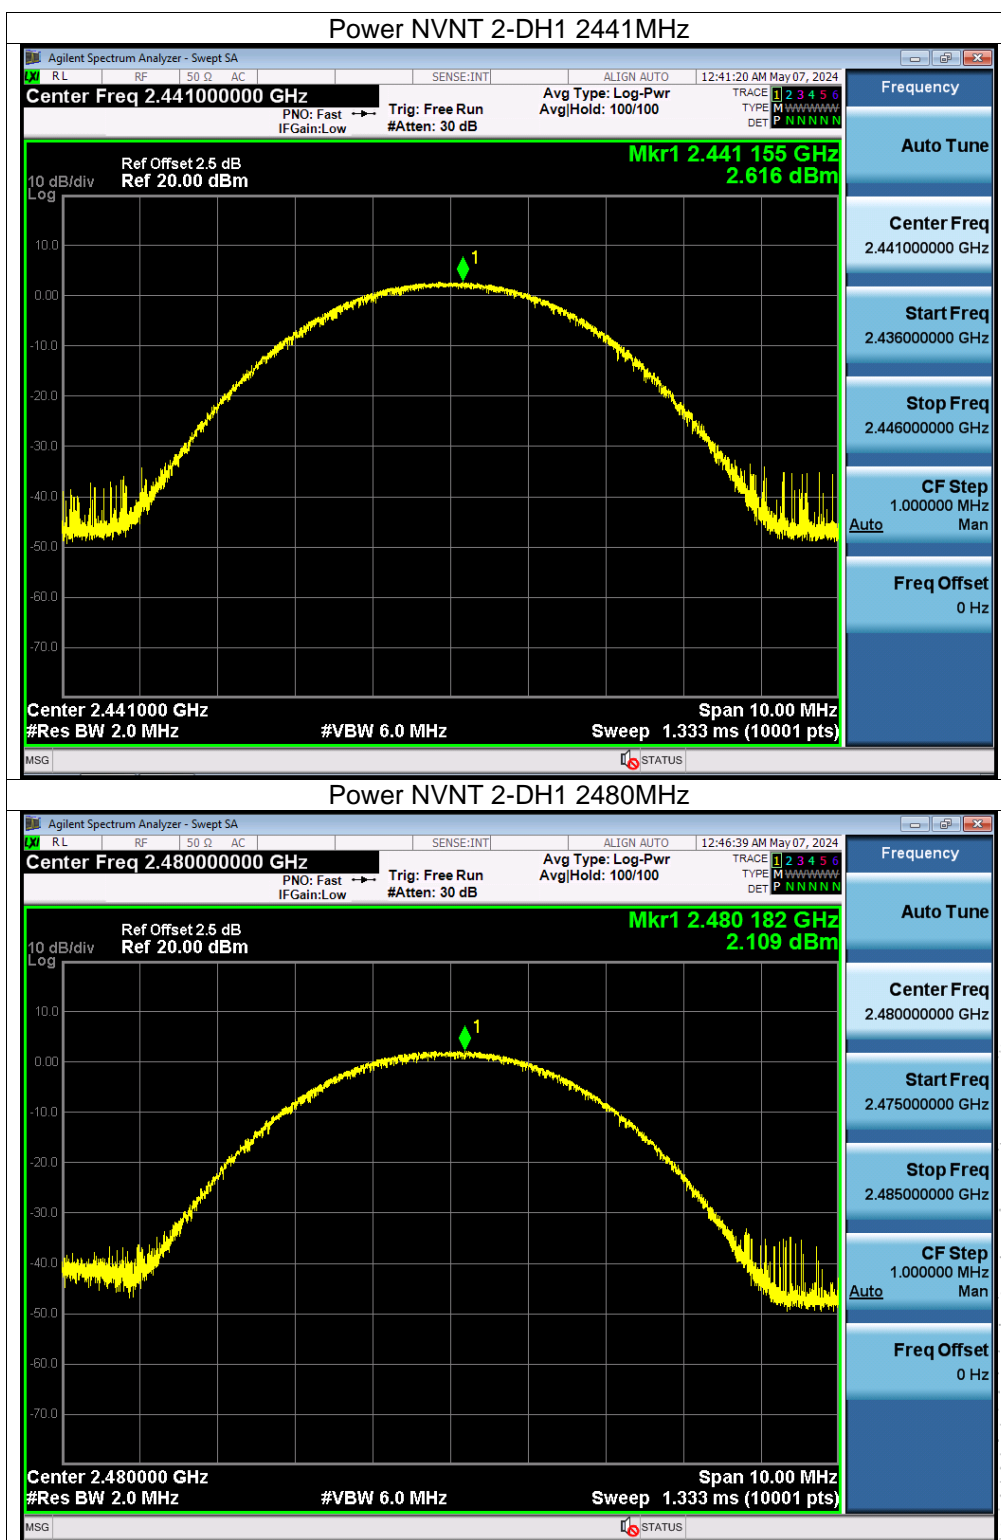 Power NVNT 2-DH1 2441MHz
Agilent Spectrum Analyzer - Swept SA
LXI RL RF 50 Ω AC SENSE:INT ALIGN AUTO 12:41:20 AM May 07, 2024
Center Freq 2.441000000 GHz
PNO: Fast
IFGain:Low
Trig: Free Run
#Atten: 30 dB
Avg Type: Log-Pwr
Avg|Hold: 100/100
TRACE 1 2 3 4 5 6
TYPE M WWWWW
DET P N N N N N
Frequency
Auto Tune
Center Freq
2.441000000 GHz
Start Freq
2.436000000 GHz
Stop Freq
2.446000000 GHz
CF Step
1.000000 MHz
Auto Man
Freq Offset
0 Hz
Mkr1 2.441 155 GHz
2.616 dBm
Ref Offset 2.5 dB
10 dB/div Ref 20.00 dBm
Log
1
10.0
0.00
-10.0
-20.0
-30.0
-40.0
-50.0
-60.0
-70.0
Center 2.441000 GHz Span 10.00 MHz
#Res BW 2.0 MHz #VBW 6.0 MHz Sweep 1.333 ms (10001 pts)
MSG STATUS
Power NVNT 2-DH1 2480MHz
Agilent Spectrum Analyzer - Swept SA
LXI RL RF 50 Ω AC SENSE:INT ALIGN AUTO 12:46:39 AM May 07, 2024
Center Freq 2.480000000 GHz
PNO: Fast
IFGain:Low
Trig: Free Run
#Atten: 30 dB
Avg Type: Log-Pwr
Avg|Hold: 100/100
TRACE 1 2 3 4 5 6
TYPE M WWWWW
DET P N N N N N
Frequency
Auto Tune
Center Freq
2.480000000 GHz
Start Freq
2.475000000 GHz
Stop Freq
2.485000000 GHz
CF Step
1.000000 MHz
Auto Man
Freq Offset
0 Hz
Mkr1 2.480 182 GHz
2.109 dBm
Ref Offset 2.5 dB
10 dB/div Ref 20.00 dBm
Log
1
10.0
0.00
-10.0
-20.0
-30.0
-40.0
-50.0
-60.0
-70.0
Center 2.480000 GHz Span 10.00 MHz
#Res BW 2.0 MHz #VBW 6.0 MHz Sweep 1.333 ms (10001 pts)
MSG STATUS